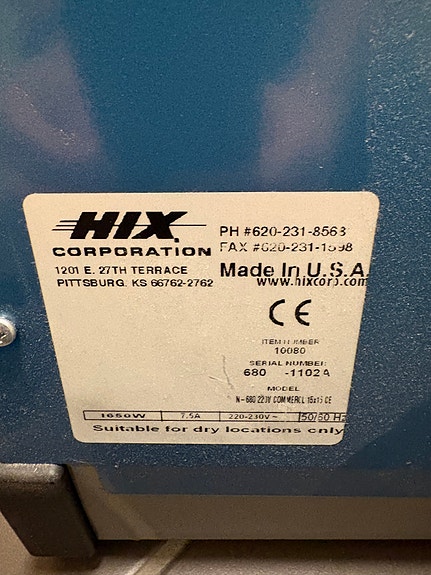 HIX
CORPORATION
1201 E. 27TH TERRACE
PITTSBURG, KS 66762-2762
PH #620-231-8568
FAX #620-231-1598
Made In U.S.A.
www.hixcorp.com
CE
ITEM NUMBER
10080
SERIAL NUMBER
680 -1102A
MODEL
N-680 220V COMMERCL 15x15 CE
1650W 7.5A 220-230V~ 50/60 Hz
Suitable for dry locations only